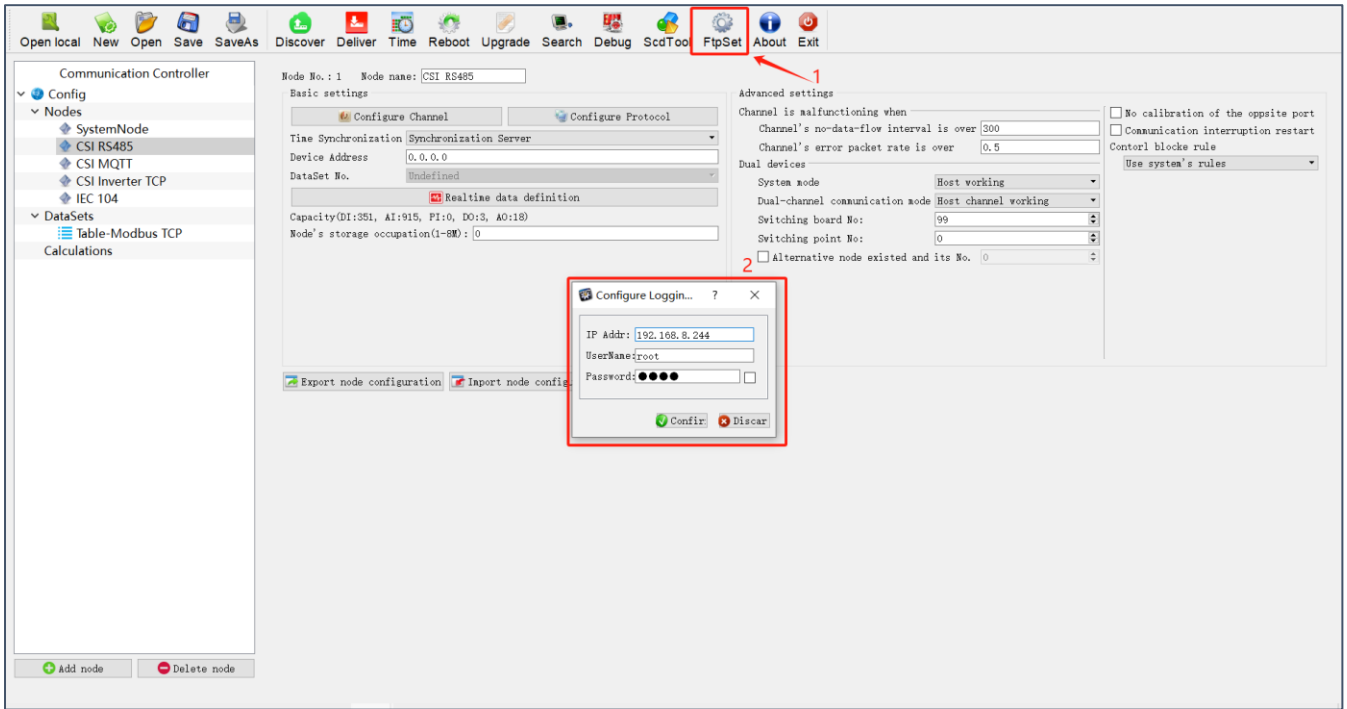 Open local New Open Save SaveAs Discover Deliver Time Reboot Upgrade Search Debug ScdTool FtpSet About Exit
1
Communication Controller
Config
Nodes
SystemNode
CSI RS485
CSI MQTT
CSI Inverter TCP
IEC 104
DataSets
Table-Modbus TCP
Calculations
Add node Delete node
Node No.: 1 Node name: CSI RS485
Basic settings
Configure Channel Configure Protocol
Time Synchronization Synchronization Server
Device Address 0.0.0.0
DataSet No. Undefined
Realtime data definition
Capacity(DI:351, AI:915, PI:0, DO:3, AO:18)
Node's storage occupation(1-8M): 0
Export node configuration Import node config
Advanced settings
Channel is malfunctioning when
Channel's no-data-flow interval is over 300
Channel's error packet rate is over 0.5
Dual devices
System mode Host working
Dual-channel communication mode Host channel working
Switching board No: 99
Switching point No: 0
Alternative node existed and its No. 0
No calibration of the oppsite port
Communication interruption restart
Contorl blocke rule
Use system's rules
2
Configure Loggin... ?
IP Addr: 192.168.8.244
UserName: root
Password: ●●●●
Confir Discar